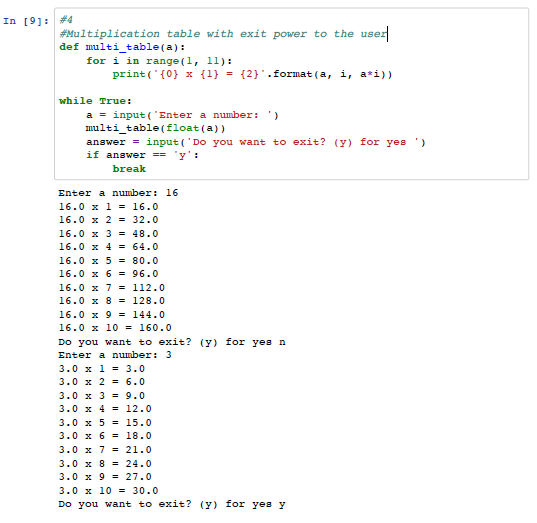 In [9]: #4
#Multiplication table with exit power to the user
def multi_table(a):
    for i in range(1, 11):
        print('{0} x {1} = {2}'.format(a, i, a*i))

while True:
    a = input('Enter a number: ')
    multi_table(float(a))
    answer = input('Do you want to exit? (y) for yes ')
    if answer == 'y':
        break
Enter a number: 16
16.0 x 1 = 16.0
16.0 x 2 = 32.0
16.0 x 3 = 48.0
16.0 x 4 = 64.0
16.0 x 5 = 80.0
16.0 x 6 = 96.0
16.0 x 7 = 112.0
16.0 x 8 = 128.0
16.0 x 9 = 144.0
16.0 x 10 = 160.0
Do you want to exit? (y) for yes n
Enter a number: 3
3.0 x 1 = 3.0
3.0 x 2 = 6.0
3.0 x 3 = 9.0
3.0 x 4 = 12.0
3.0 x 5 = 15.0
3.0 x 6 = 18.0
3.0 x 7 = 21.0
3.0 x 8 = 24.0
3.0 x 9 = 27.0
3.0 x 10 = 30.0
Do you want to exit? (y) for yes y